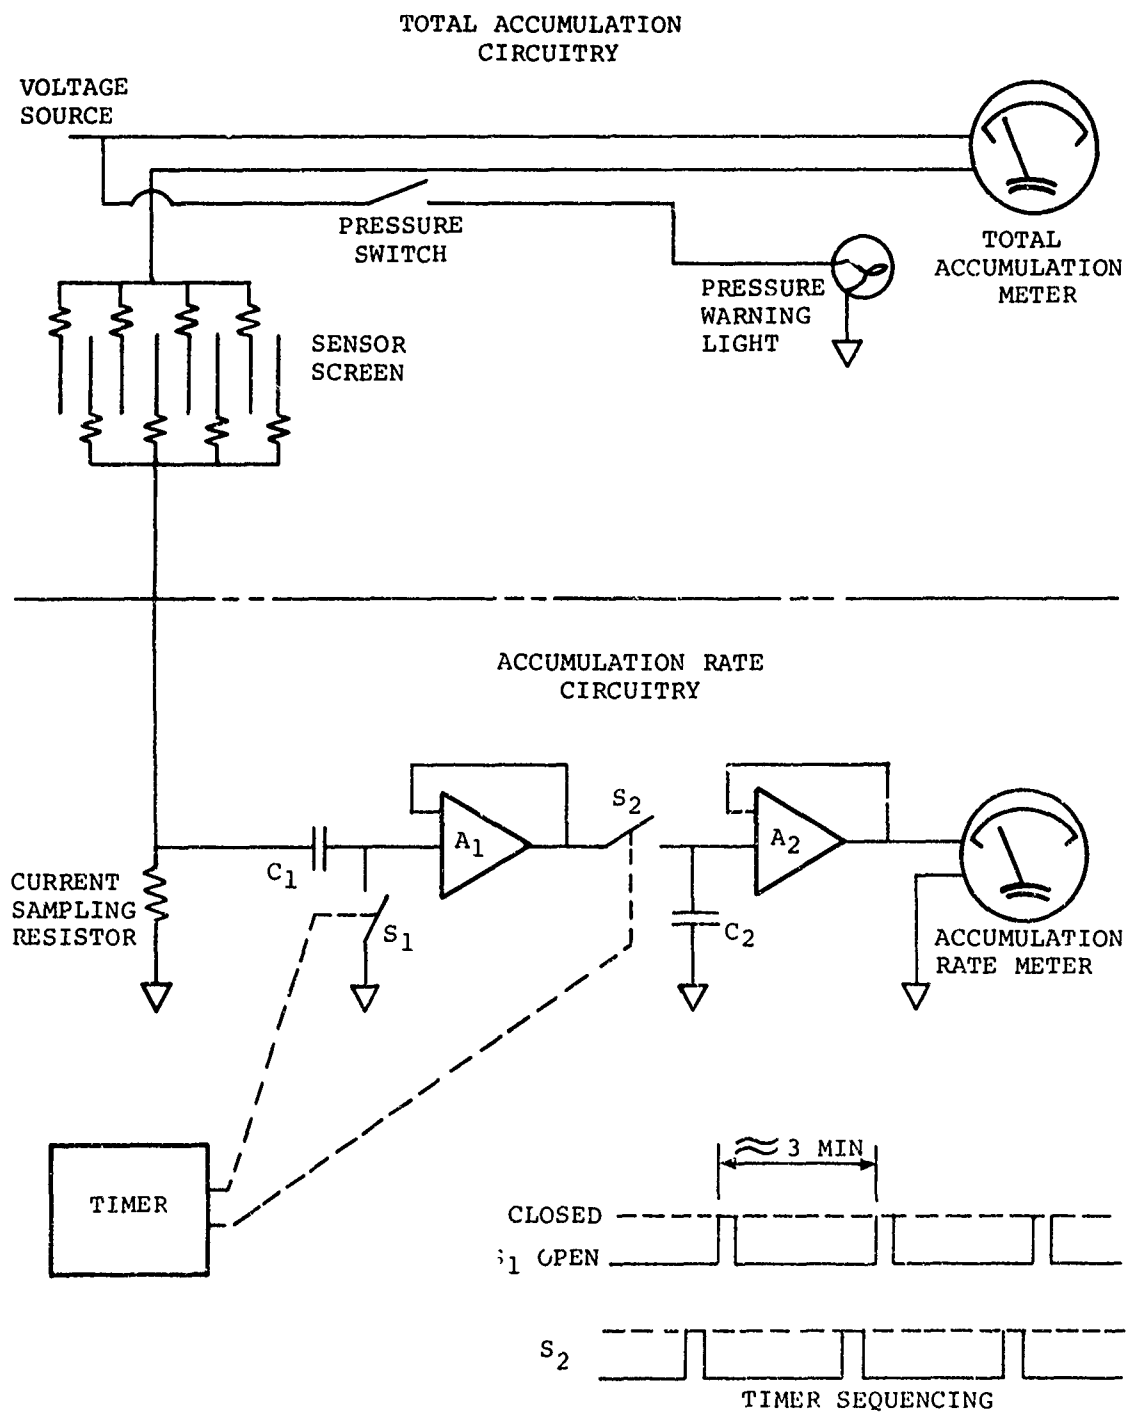 TOTAL ACCUMULATION
CIRCUITRY
VOLTAGE
SOURCE
PRESSURE
SWITCH
TOTAL
ACCUMULATION
METER
PRESSURE
WARNING
LIGHT
SENSOR
SCREEN
ACCUMULATION RATE
CIRCUITRY
S2
A1
A2
C1
CURRENT
SAMPLING
RESISTOR
S1
C2
ACCUMULATION
RATE METER
TIMER
≈ 3 MIN
CLOSED
S1 OPEN
S2
TIMER SEQUENCING